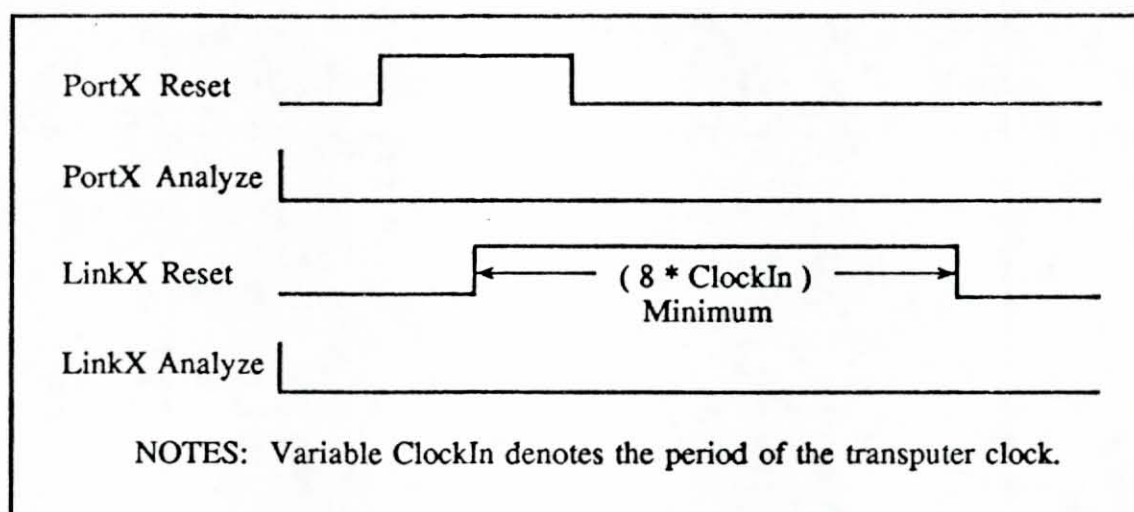 PortX Reset
PortX Analyze
LinkX Reset
( 8 * ClockIn )
Minimum
LinkX Analyze
NOTES: Variable ClockIn denotes the period of the transputer clock.